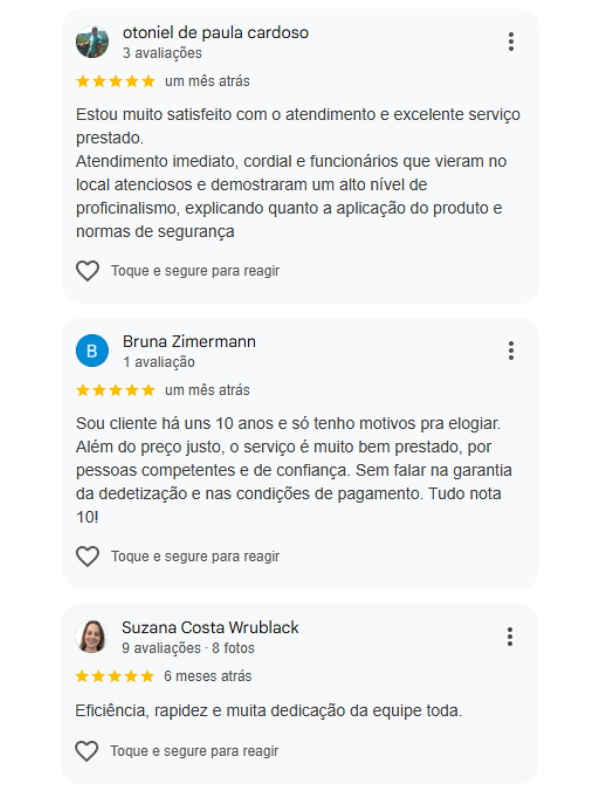 otoniel de paula cardoso
3 avaliações
um mês atrás
Estou muito satisfeito com o atendimento e excelente serviço
prestado.
Atendimento imediato, cordial e funcionários que vieram no
local atenciosos e demostraram um alto nível de
proficinalismo, explicando quanto a aplicação do produto e
normas de segurança
Toque e segure para reagir
B
Bruna Zimermann
1 avaliação
um mês atrás
Sou cliente há uns 10 anos e só tenho motivos pra elogiar.
Além do preço justo, o serviço é muito bem prestado, por
pessoas competentes e de confiança. Sem falar na garantia
da dedetização e nas condições de pagamento. Tudo nota
10!
Toque e segure para reagir
Suzana Costa Wrublack
9 avaliações · 8 fotos
6 meses atrás
Eficiência, rapidez e muita dedicação da equipe toda.
Toque e segure para reagir